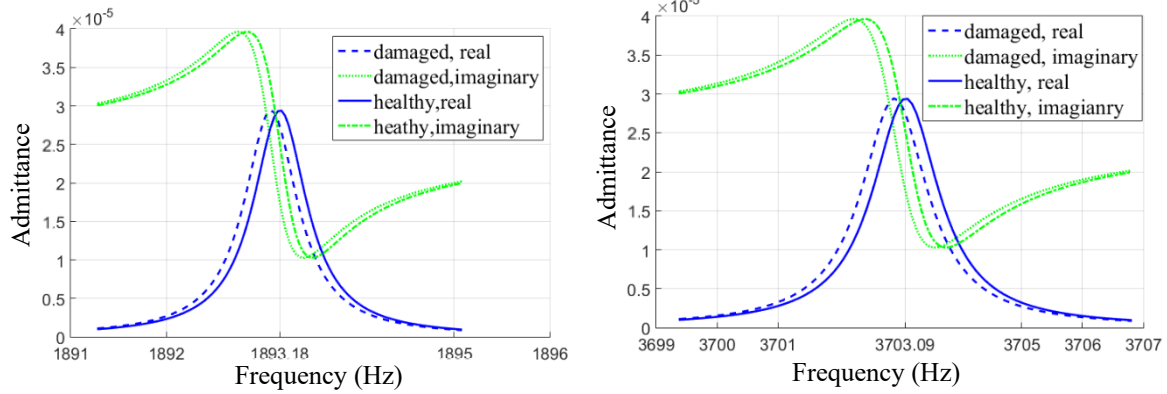 ×10⁻⁵
4
3.5
3
2.5
2
1.5
1
0.5
0
Admittance
damaged, real
damaged,imaginary
healthy,real
heathy,imaginary
1891 1892 1893.18 1895 1896
Frequency (Hz)
4
3.5
3
2.5
2
1.5
1
0.5
0
Admittance
damaged, real
damaged, imaginary
healthy, real
healthy, imagianry
3699 3700 3701 3703.09 3705 3706 3707
Frequency (Hz)